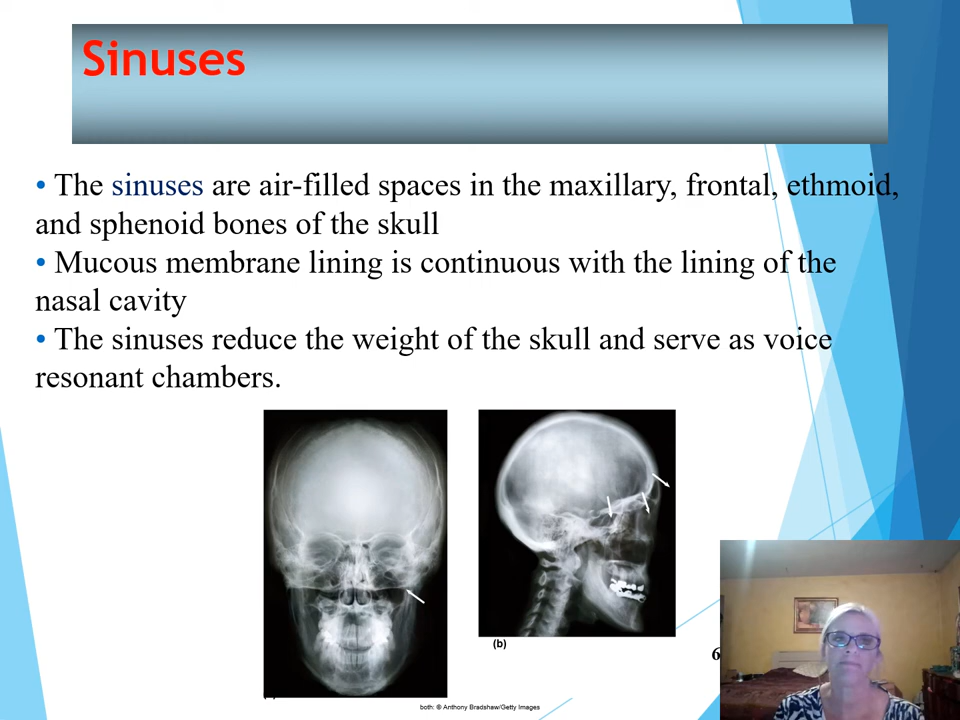 Sinuses
• The sinuses are air-filled spaces in the maxillary, frontal, ethmoid,
and sphenoid bones of the skull
• Mucous membrane lining is continuous with the lining of the
nasal cavity
• The sinuses reduce the weight of the skull and serve as voice
resonant chambers.
(b)
6
both: © Anthony Bradshaw/Getty Images